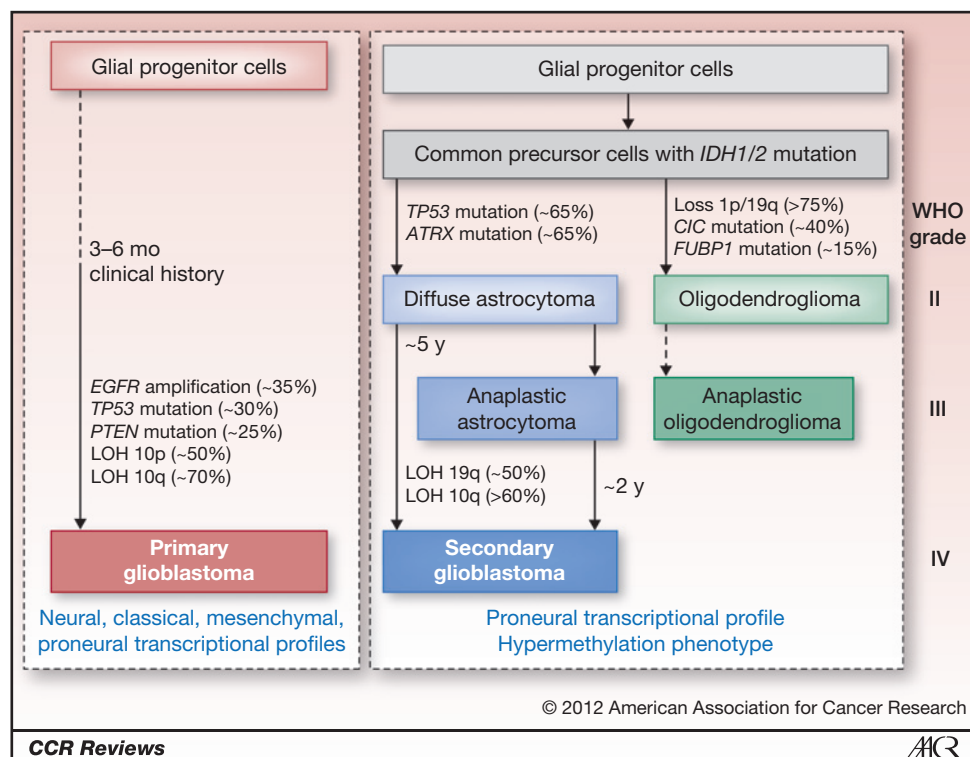 Glial progenitor cells
3–6 mo
clinical history
EGFR amplification (~35%)
TP53 mutation (~30%)
PTEN mutation (~25%)
LOH 10p (~50%)
LOH 10q (~70%)
Primary
glioblastoma
Neural, classical, mesenchymal,
proneural transcriptional profiles
Glial progenitor cells
Common precursor cells with IDH1/2 mutation
TP53 mutation (~65%)
ATRX mutation (~65%)
Loss 1p/19q (>75%)
CIC mutation (~40%)
FUBP1 mutation (~15%)
WHO
grade
Diffuse astrocytoma
Oligodendroglioma
II
~5 y
Anaplastic
astrocytoma
Anaplastic
oligodendroglioma
III
LOH 19q (~50%)
LOH 10q (>60%)
~2 y
Secondary
glioblastoma
IV
Proneural transcriptional profile
Hypermethylation phenotype
© 2012 American Association for Cancer Research
CCR Reviews
AACR